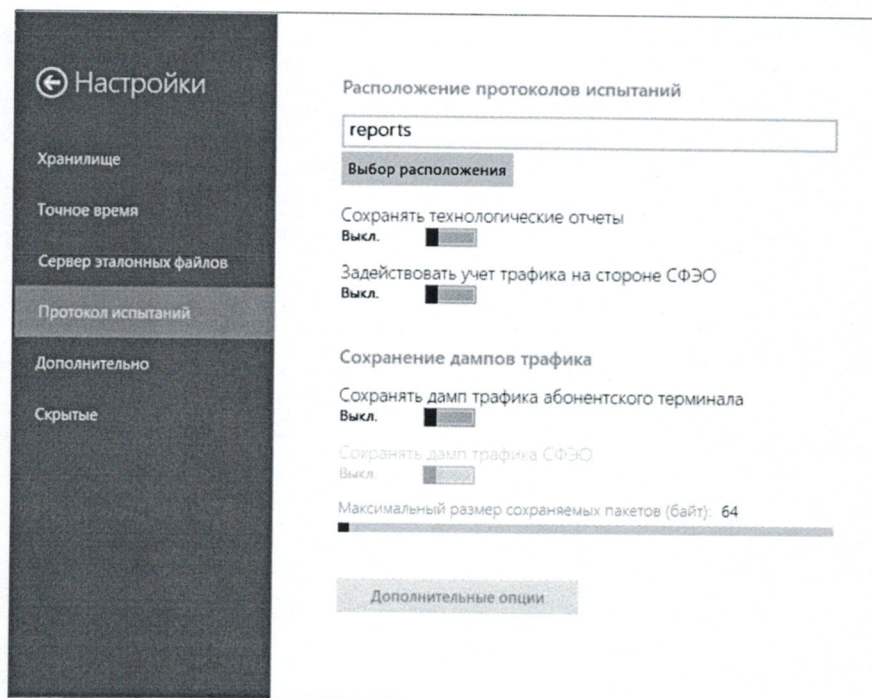 Настройки
Хранилище
Точное время
Сервер эталонных файлов
Протокол испытаний
Дополнительно
Скрытые
Расположение протоколов испытаний
reports
Выбор расположения
Сохранять технологические отчеты
Выкл.
Задействовать учет трафика на стороне СФЭО
Выкл.
Сохранение дампов трафика
Сохранять дамп трафика абонентского терминала
Выкл.
Сохранять дамп трафика СФЭО
Выкл.
Максимальный размер сохраняемых пакетов (байт): 64
Дополнительные опции